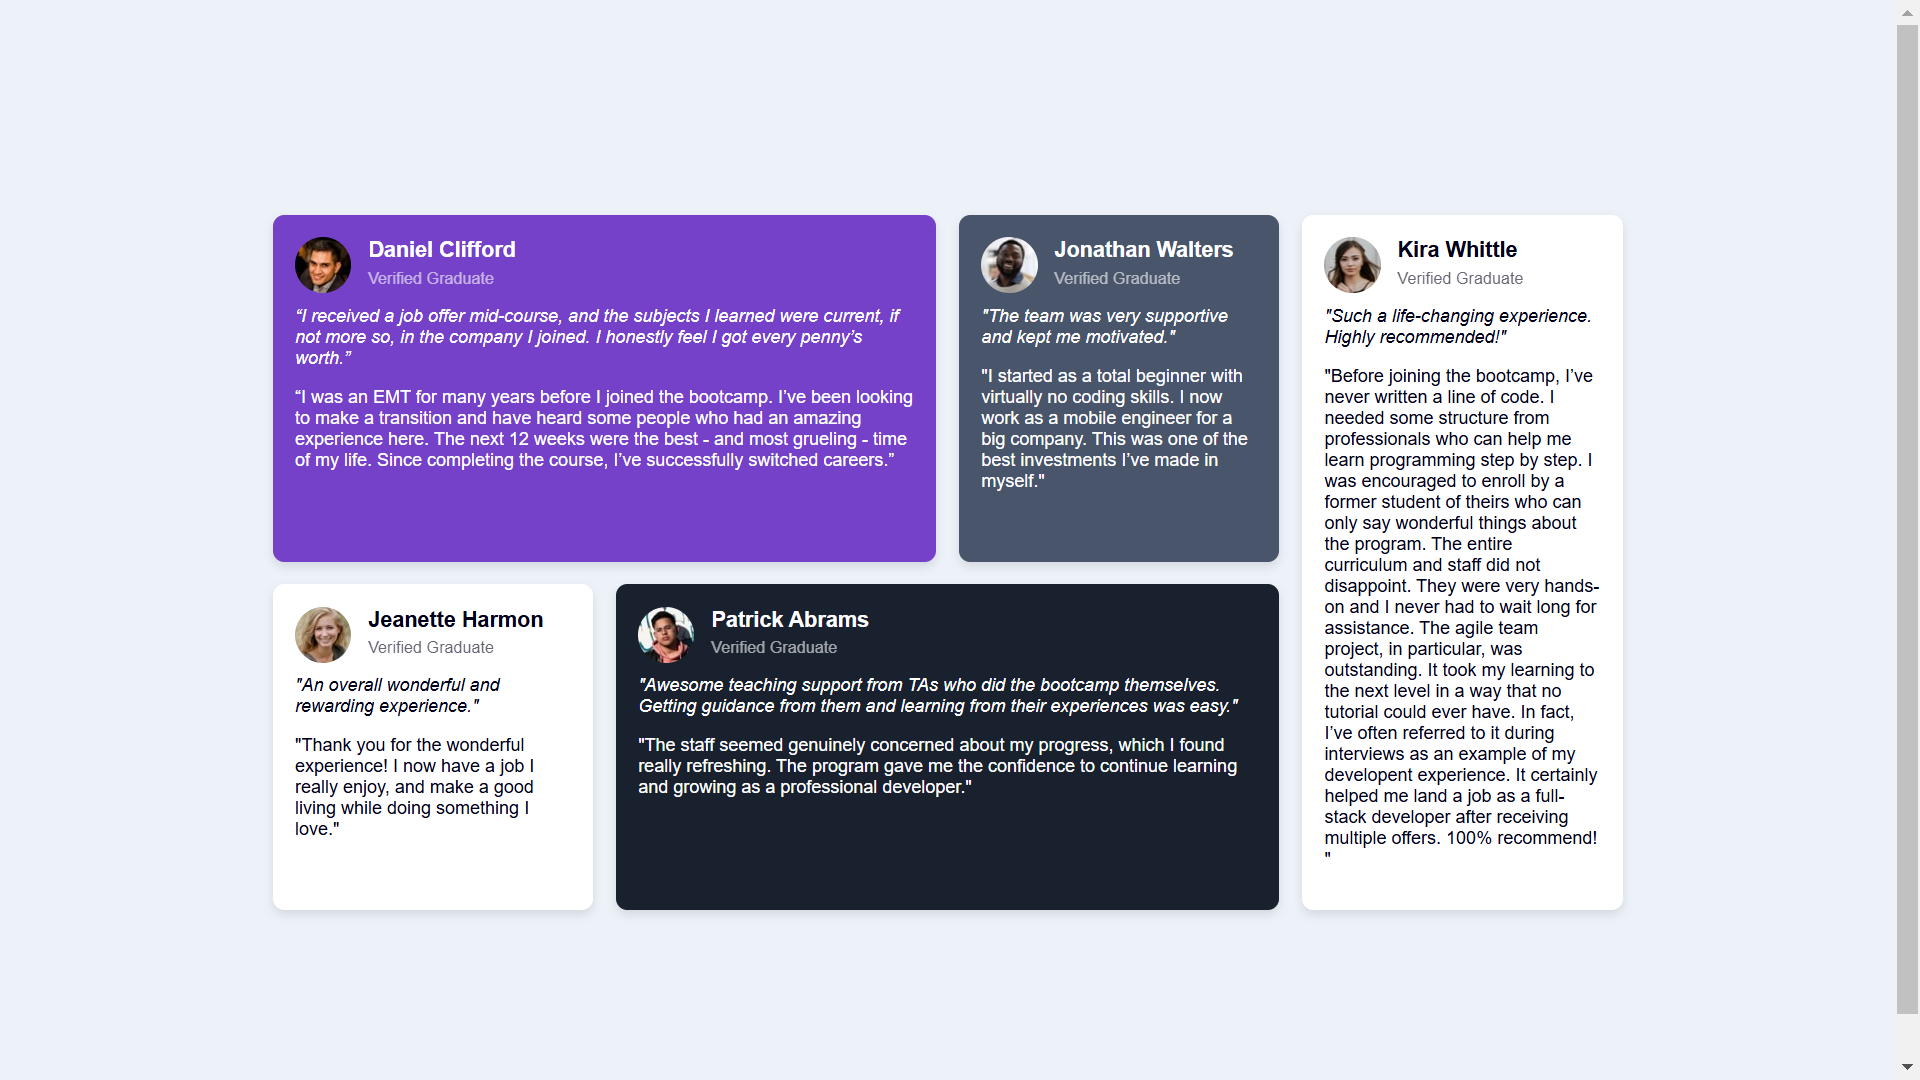 Daniel Clifford
Verified Graduate
“I received a job offer mid-course, and the subjects I learned were current, if
not more so, in the company I joined. I honestly feel I got every penny’s
worth.”
“I was an EMT for many years before I joined the bootcamp. I’ve been looking
to make a transition and have heard some people who had an amazing
experience here. The next 12 weeks were the best - and most grueling - time
of my life. Since completing the course, I’ve successfully switched careers.”
Jonathan Walters
Verified Graduate
"The team was very supportive
and kept me motivated."
"I started as a total beginner with
virtually no coding skills. I now
work as a mobile engineer for a
big company. This was one of the
best investments I’ve made in
myself."
Kira Whittle
Verified Graduate
"Such a life-changing experience.
Highly recommended!"
"Before joining the bootcamp, I’ve
never written a line of code. I
needed some structure from
professionals who can help me
learn programming step by step. I
was encouraged to enroll by a
former student of theirs who can
only say wonderful things about
the program. The entire
curriculum and staff did not
disappoint. They were very hands-
on and I never had to wait long for
assistance. The agile team
project, in particular, was
outstanding. It took my learning to
the next level in a way that no
tutorial could ever have. In fact,
I’ve often referred to it during
interviews as an example of my
developent experience. It certainly
helped me land a job as a full-
stack developer after receiving
multiple offers. 100% recommend!
"
Jeanette Harmon
Verified Graduate
"An overall wonderful and
rewarding experience."
"Thank you for the wonderful
experience! I now have a job I
really enjoy, and make a good
living while doing something I
love."
Patrick Abrams
Verified Graduate
"Awesome teaching support from TAs who did the bootcamp themselves.
Getting guidance from them and learning from their experiences was easy."
"The staff seemed genuinely concerned about my progress, which I found
really refreshing. The program gave me the confidence to continue learning
and growing as a professional developer."